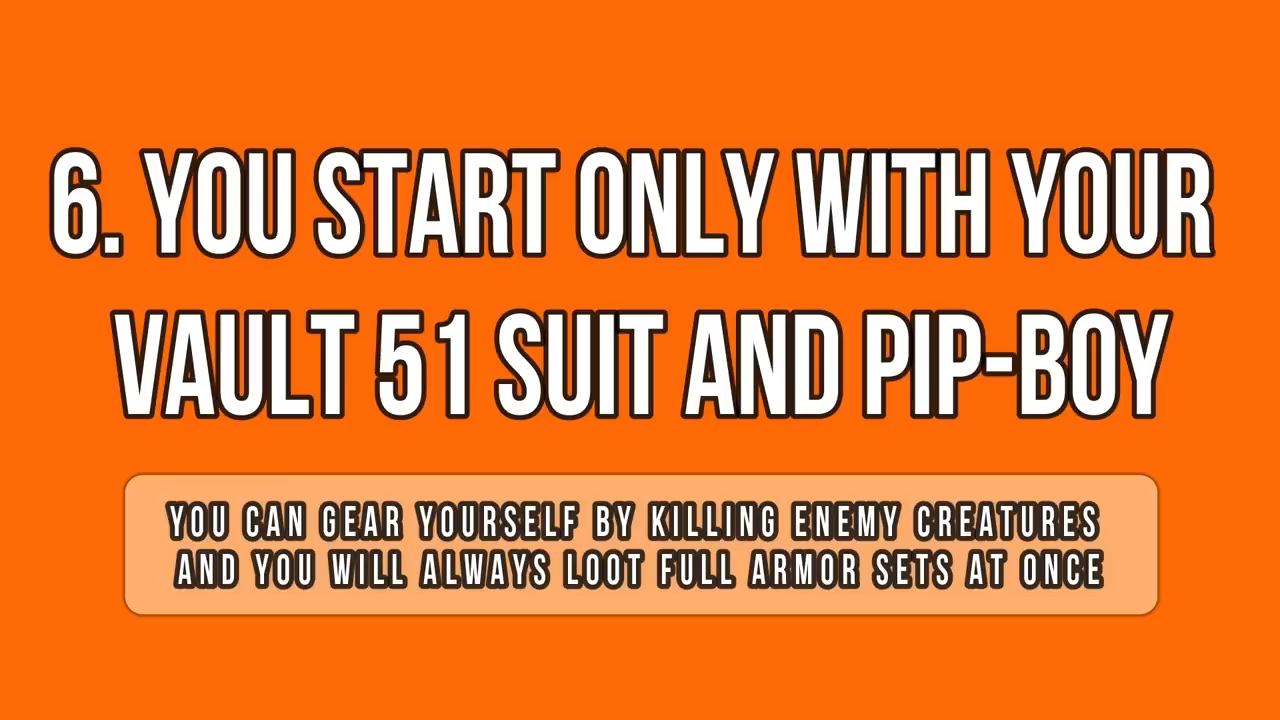 6. YOU START ONLY WITH YOUR
VAULT 51 SUIT AND PIP-BOY
YOU CAN GEAR YOURSELF BY KILLING ENEMY CREATURES
AND YOU WILL ALWAYS LOOT FULL ARMOR SETS AT ONCE